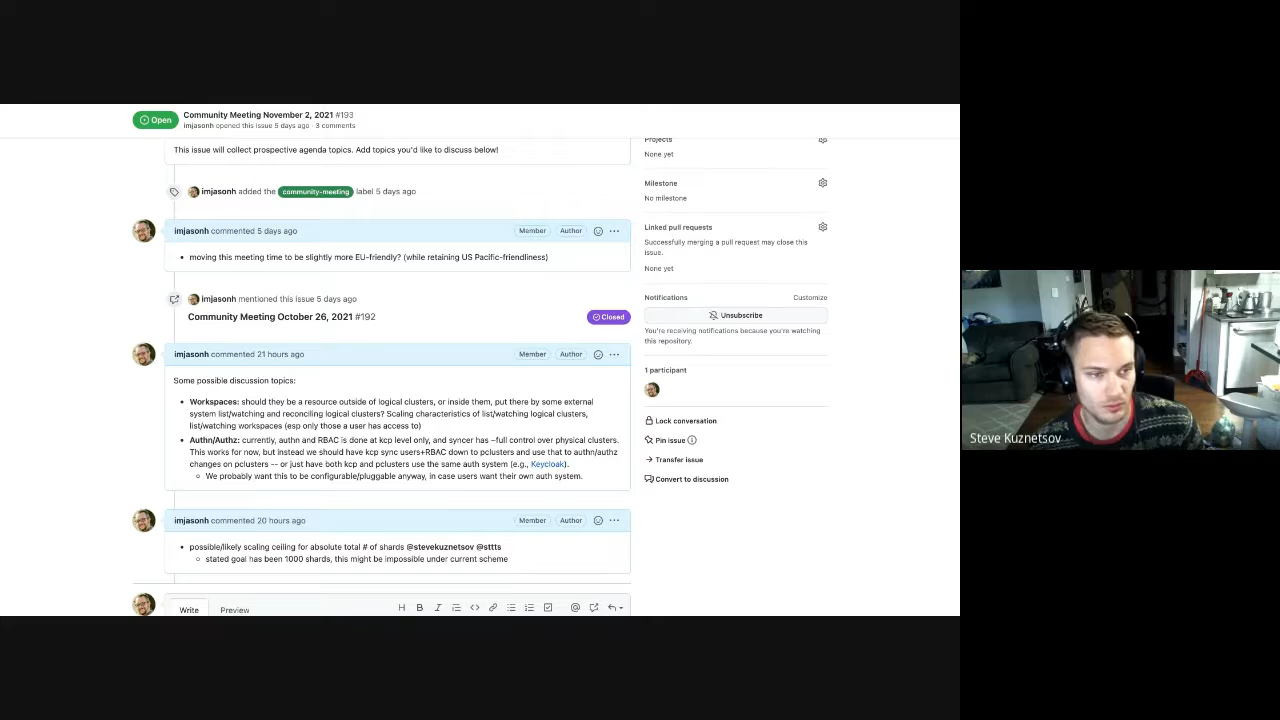 Open
Community Meeting November 2, 2021 #193
imjasonh opened this issue 5 days ago · 3 comments
This issue will collect prospective agenda topics. Add topics you'd like to discuss below!
imjasonh added the community-meeting label 5 days ago
imjasonh commented 5 days ago
Member Author
• moving this meeting time to be slightly more EU-friendly? (while retaining US Pacific-friendliness)
imjasonh mentioned this issue 5 days ago
Community Meeting October 26, 2021 #192
Closed
imjasonh commented 21 hours ago
Member Author
Some possible discussion topics:
• Workspaces: should they be a resource outside of logical clusters, or inside them, put there by some external
system list/watching and reconciling logical clusters? Scaling characteristics of list/watching logical clusters,
list/watching workspaces (esp only those a user has access to)
• Authn/Authz: currently, authn and RBAC is done at kcp level only, and syncer has ~full control over physical clusters.
This works for now, but instead we should have kcp sync users+RBAC down to pclusters and use that to authn/authz
changes on pclusters -- or just have both kcp and pclusters use the same auth system (e.g., Keycloak).
◦ We probably want this to be configurable/pluggable anyway, in case users want their own auth system.
imjasonh commented 20 hours ago
Member Author
• possible/likely scaling ceiling for absolute total # of shards @stevekuznetsov @sttts
◦ stated goal has been 1000 shards, this might be impossible under current scheme
Write Preview
Projects
None yet
Milestone
No milestone
Linked pull requests
Successfully merging a pull request may close this
issue.
None yet
Notifications Customize
Unsubscribe
You're receiving notifications because you're watching
this repository.
1 participant
Lock conversation
Pin issue
Transfer issue
Convert to discussion
Steve Kuznetsov